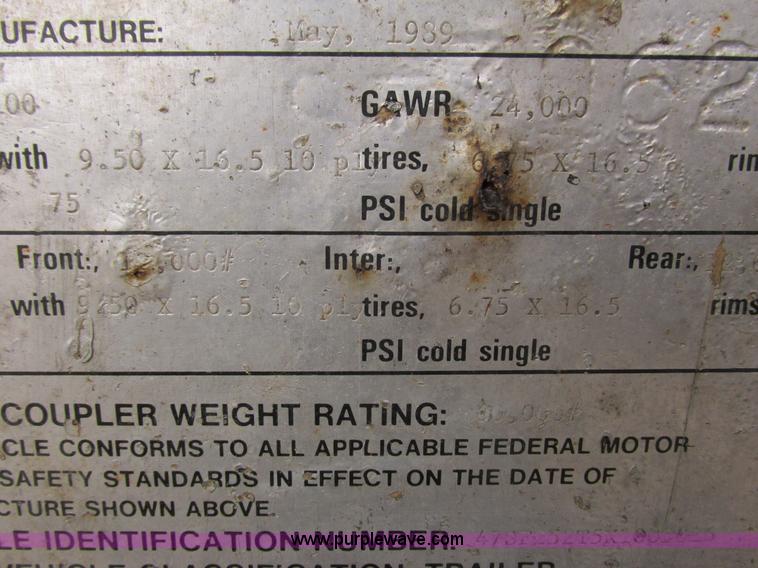 UFACTURE: May, 1989
00 GAWR 24,000
with 9.50 X 16.5 10 ply tires, 6.75 X 16.5 rim
75 PSI cold single
Front:, 12,000# Inter:, Rear:,
with 9.50 X 16.5 10 ply tires, 6.75 X 16.5 rims
PSI cold single
COUPLER WEIGHT RATING:
CLE CONFORMS TO ALL APPLICABLE FEDERAL MOTOR
SAFETY STANDARDS IN EFFECT ON THE DATE OF
CTURE SHOWN ABOVE.
LE IDENTIFICATION NUMBER:
www.purplewave.com
VEHICLE CLASSIFICATION: TRAILER